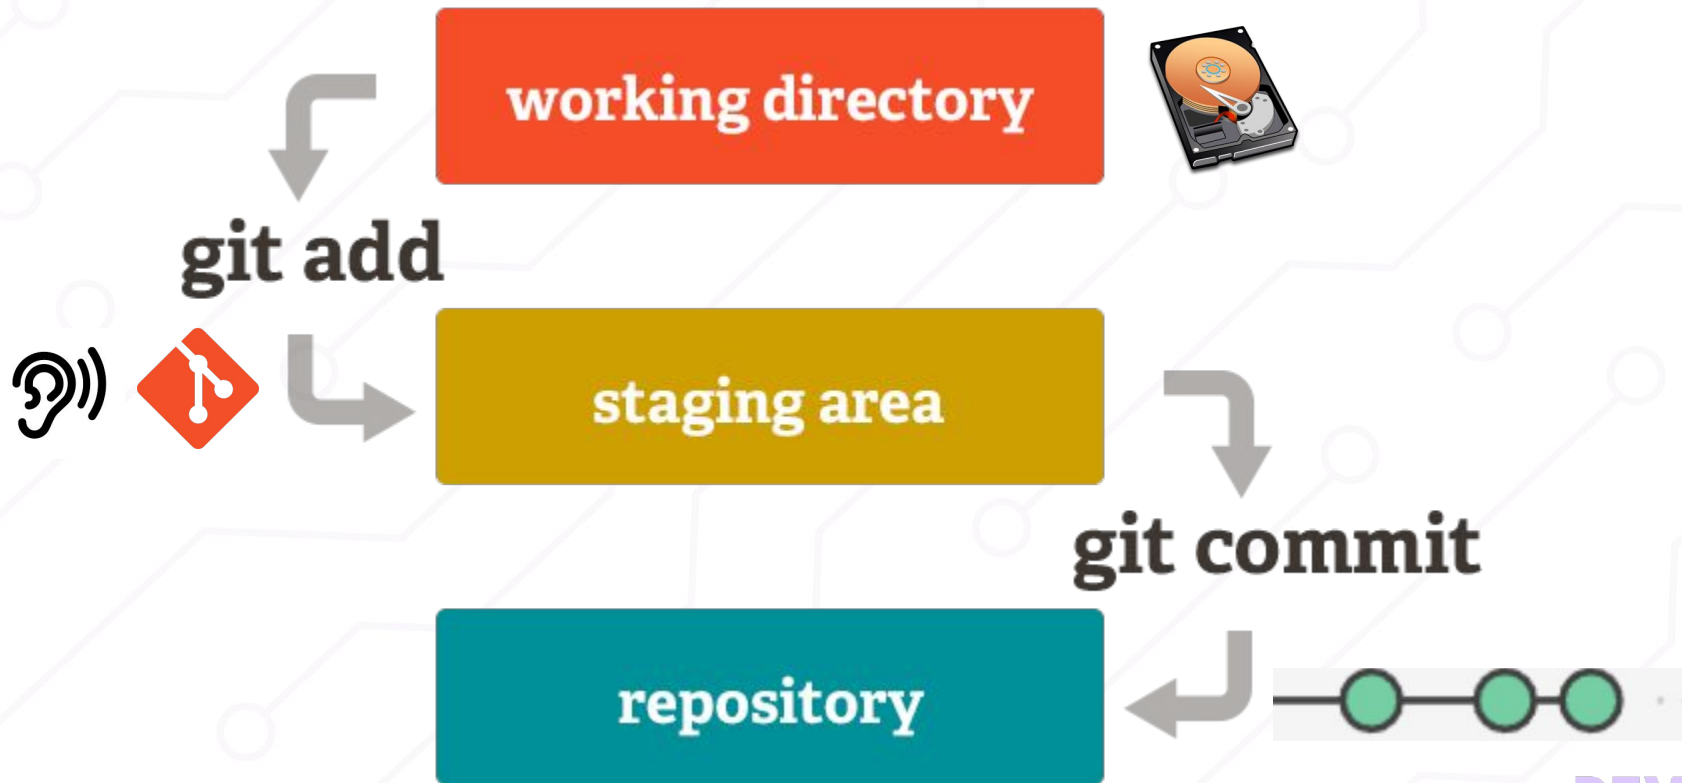 working directory
git add
staging area
git commit
repository